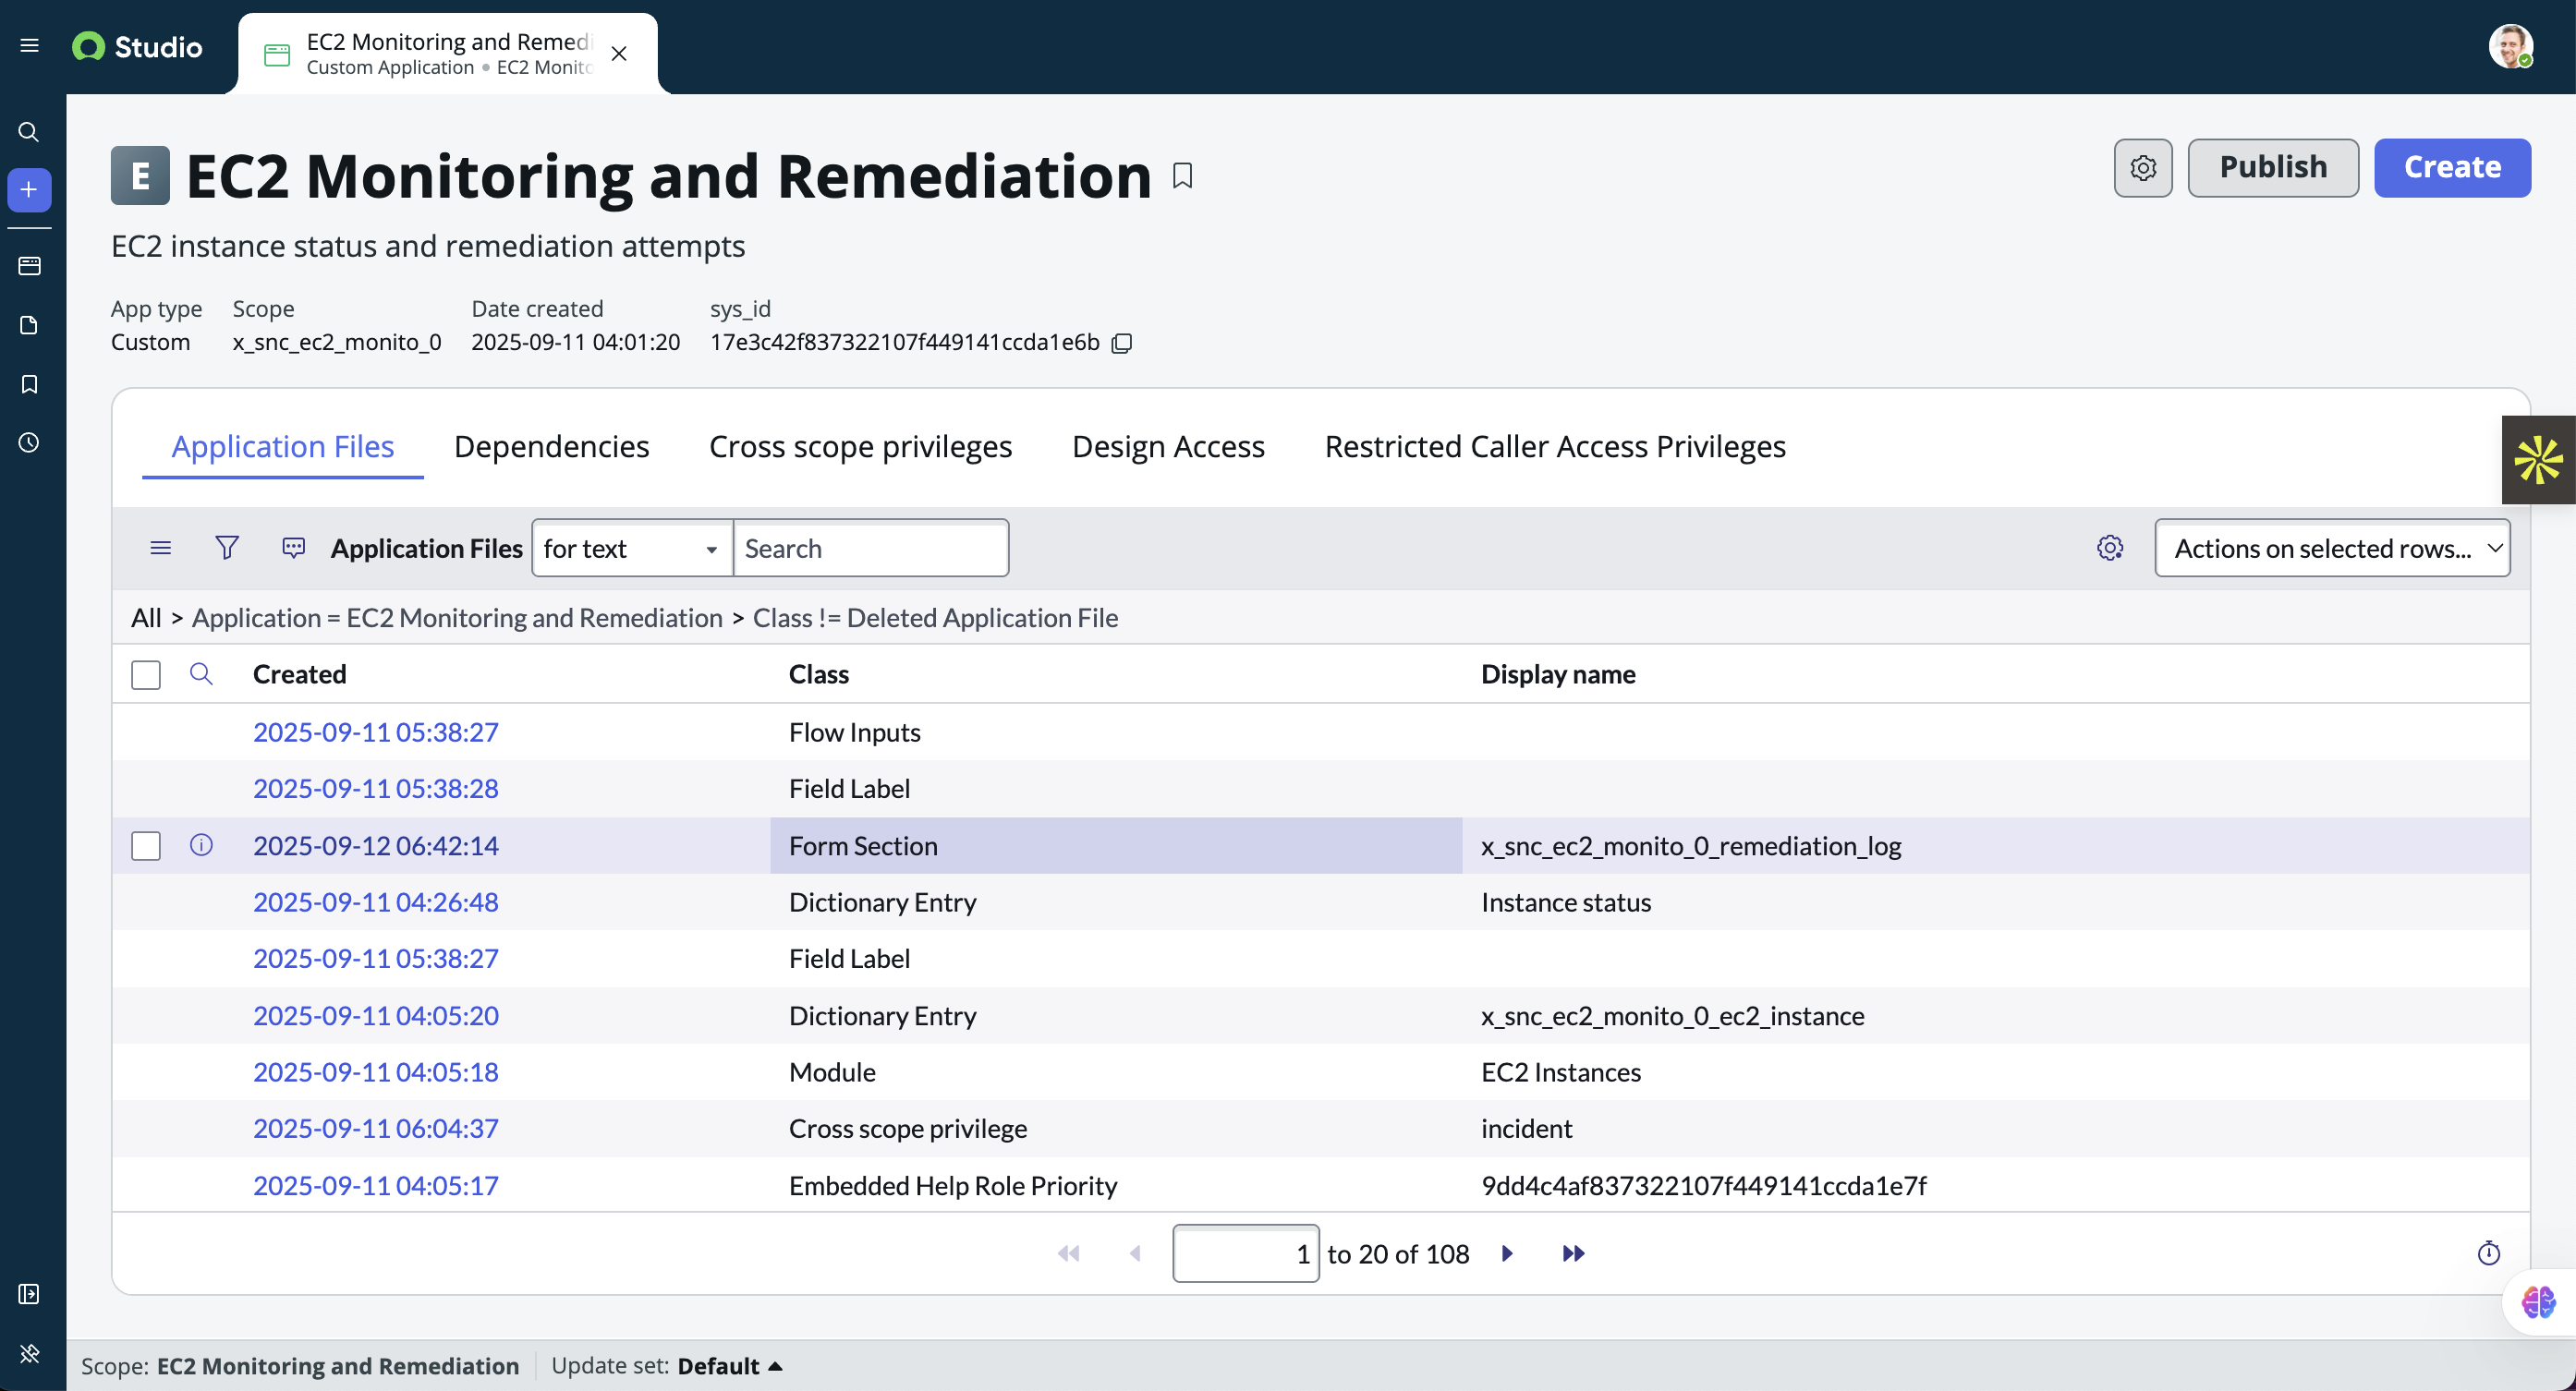 Studio
EC2 Monitoring and Remedi
Custom Application • EC2 Monito
E EC2 Monitoring and Remediation
Publish
Create
EC2 instance status and remediation attempts
App type Scope Date created sys_id
Custom x_snc_ec2_monito_0 2025-09-11 04:01:20 17e3c42f837322107f449141ccda1e6b
Application Files Dependencies Cross scope privileges Design Access Restricted Caller Access Privileges
Application Files for text Search Actions on selected rows...
All > Application = EC2 Monitoring and Remediation > Class != Deleted Application File
Created Class Display name
2025-09-11 05:38:27 Flow Inputs
2025-09-11 05:38:28 Field Label
2025-09-12 06:42:14 Form Section x_snc_ec2_monito_0_remediation_log
2025-09-11 04:26:48 Dictionary Entry Instance status
2025-09-11 05:38:27 Field Label
2025-09-11 04:05:20 Dictionary Entry x_snc_ec2_monito_0_ec2_instance
2025-09-11 04:05:18 Module EC2 Instances
2025-09-11 06:04:37 Cross scope privilege incident
2025-09-11 04:05:17 Embedded Help Role Priority 9dd4c4af837322107f449141ccda1e7f
1 to 20 of 108
Scope: EC2 Monitoring and Remediation Update set: Default